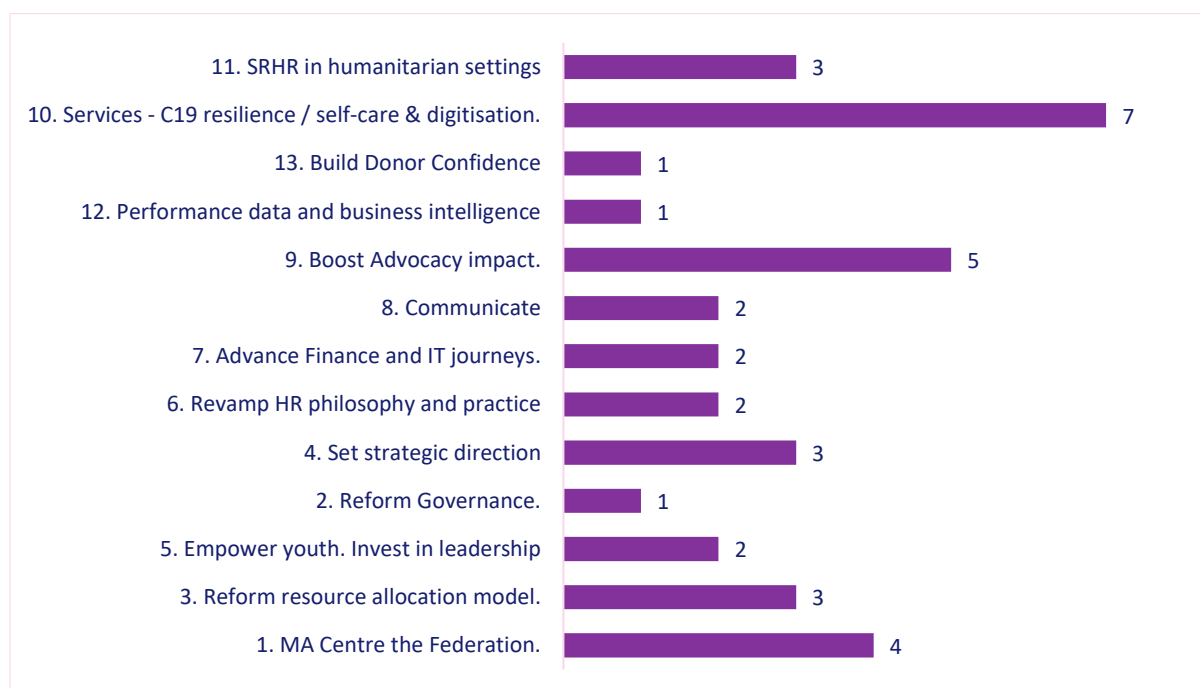 11. SRHR in humanitarian settings 3
10. Services - C19 resilience / self-care & digitisation. 7
13. Build Donor Confidence 1
12. Performance data and business intelligence 1
9. Boost Advocacy impact. 5
8. Communicate 2
7. Advance Finance and IT journeys. 2
6. Revamp HR philosophy and practice 2
4. Set strategic direction 3
2. Reform Governance. 1
5. Empower youth. Invest in leadership 2
3. Reform resource allocation model. 3
1. MA Centre the Federation. 4